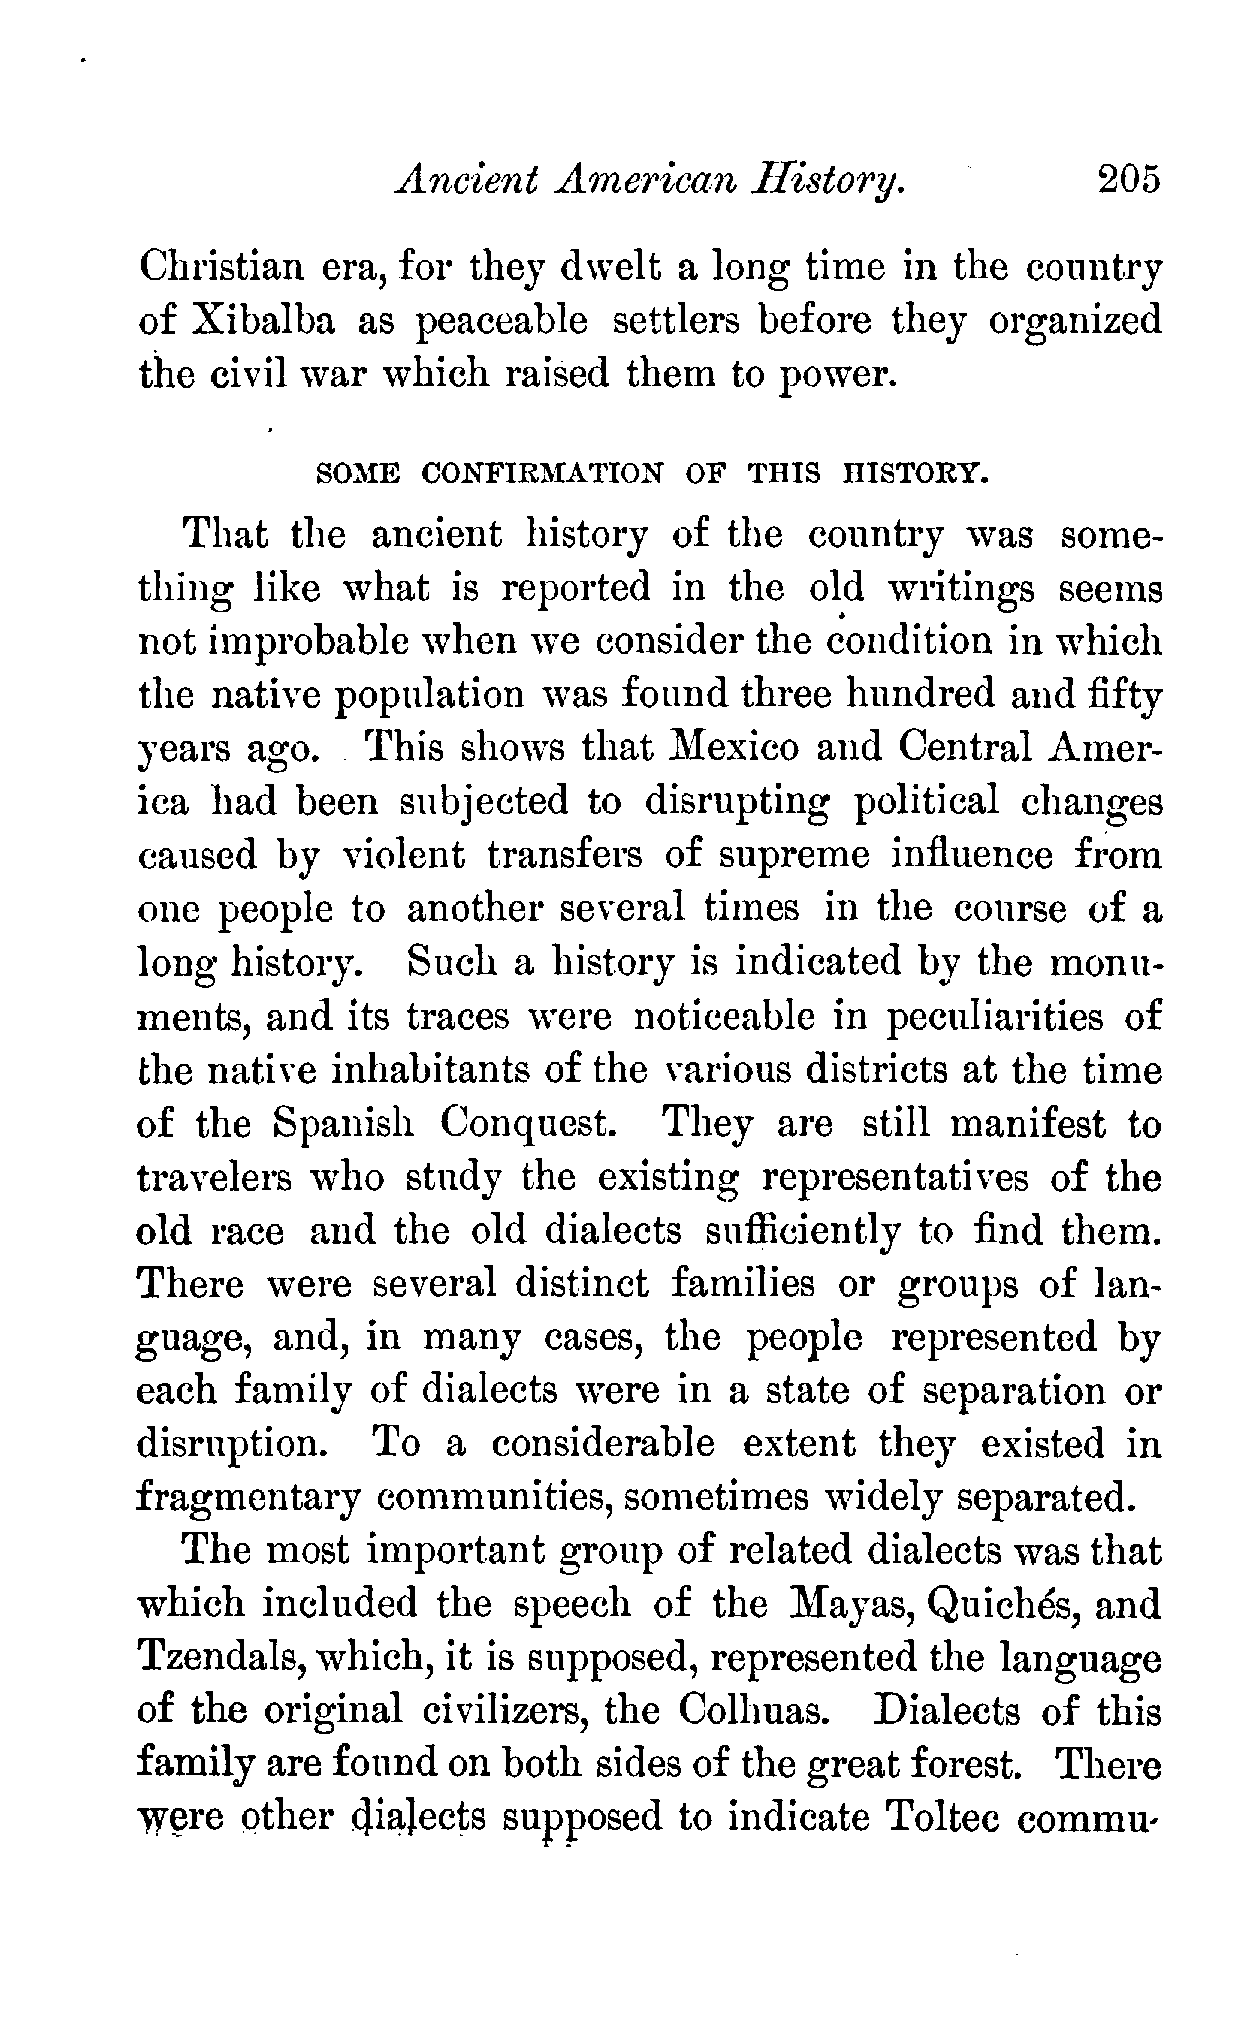 Ancient American History. 205
Christian era, for they dwelt a long time in the country
of Xibalba as peaceable settlers before they organized
the civil war which raised them to power.
SOME CONFIRMATION OF THIS HISTORY.
That the ancient history of the country was some-
thing like what is reported in the old writings seems
not improbable when we consider the condition in which
the native population was found three hundred and fifty
years ago. This shows that Mexico and Central Amer-
ica had been subjected to disrupting political changes
caused by violent transfers of supreme influence from
one people to another several times in the course of a
long history. Such a history is indicated by the monu-
ments, and its traces were noticeable in peculiarities of
the native inhabitants of the various districts at the time
of the Spanish Conquest. They are still manifest to
travelers who study the existing representatives of the
old race and the old dialects sufficiently to find them.
There were several distinct families or groups of lan-
guage, and, in many cases, the people represented by
each family of dialects were in a state of separation or
disruption. To a considerable extent they existed in
fragmentary communities, sometimes widely separated.
The most important group of related dialects was that
which included the speech of the Mayas, Quichés, and
Tzendals, which, it is supposed, represented the language
of the original civilizers, the Colhuas. Dialects of this
family are found on both sides of the great forest. There
were other dialects supposed to indicate Toltec commu-